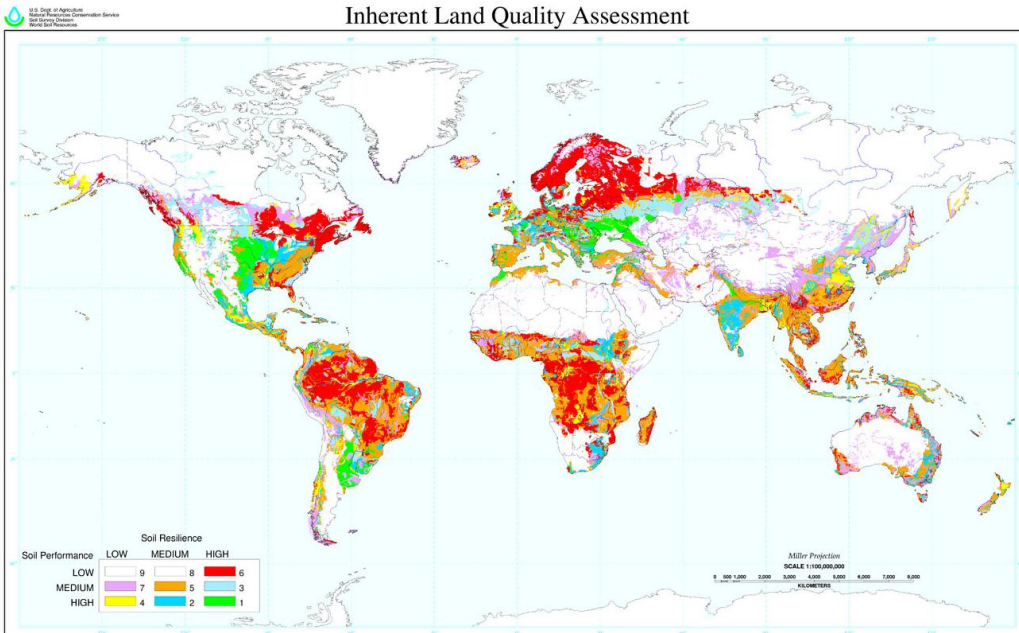 U.S. Dept. of Agriculture
Natural Resources Conservation Service
Soil Survey Division
World Soil Resources
Inherent Land Quality Assessment
Soil Resilience
Soil Performance LOW MEDIUM HIGH
LOW 9 8 6
MEDIUM 7 5 3
HIGH 4 2 1
Miller Projection
SCALE 1:100,000,000
0 500 1,000 2,000 3,000 4,000 5,000 6,000 7,000 8,000
KILOMETERS